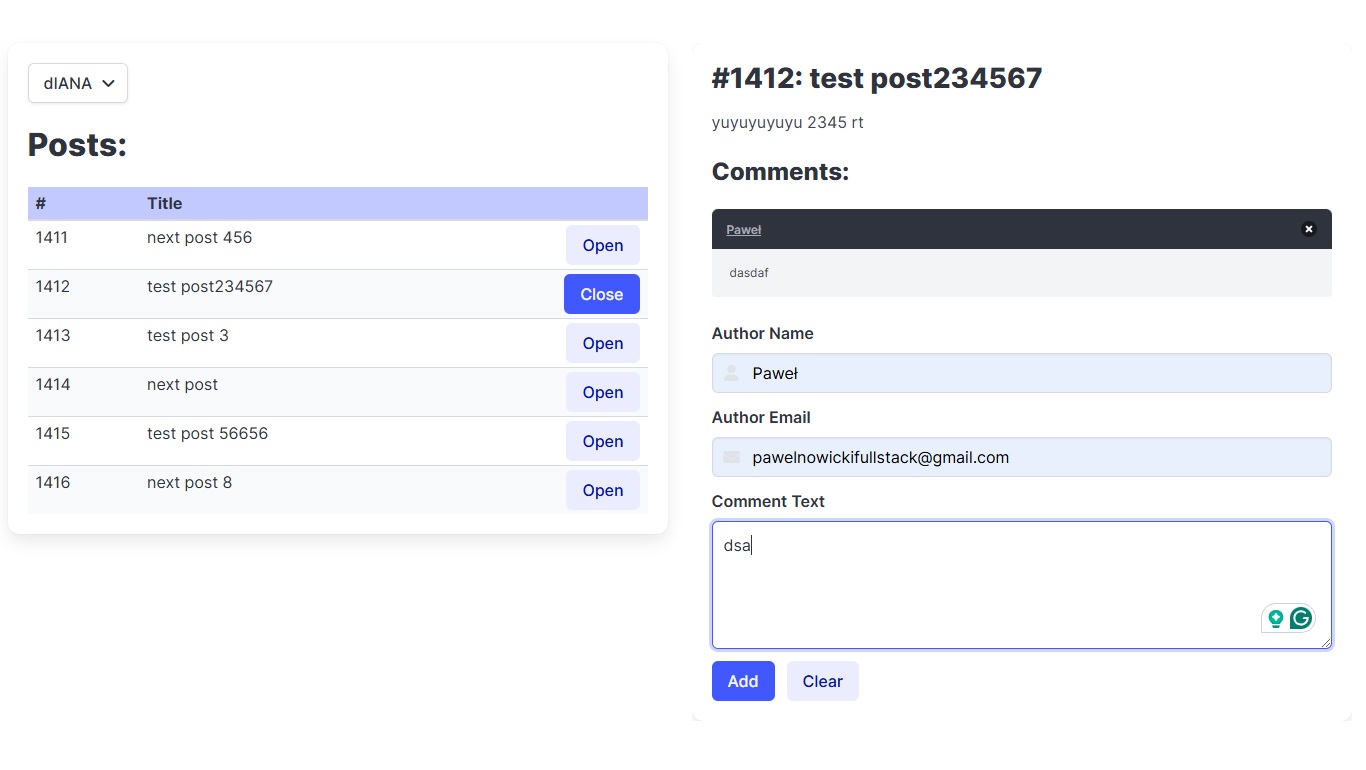 dIANA
Posts:
# Title
1411 next post 456 Open
1412 test post234567 Close
1413 test post 3 Open
1414 next post Open
1415 test post 56656 Open
1416 next post 8 Open
#1412: test post234567
yuyuyuyuyu 2345 rt
Comments:
Paweł
dasdaf
Author Name
Paweł
Author Email
pawelnowickifullstack@gmail.com
Comment Text
dsa
Add Clear